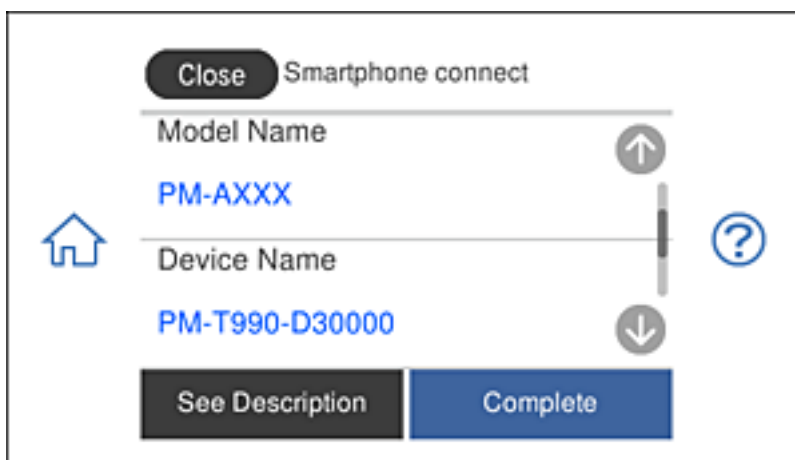 Close Smartphone connect
Model Name
PM-AXXX
Device Name
PM-T990-D30000
See Description Complete
?